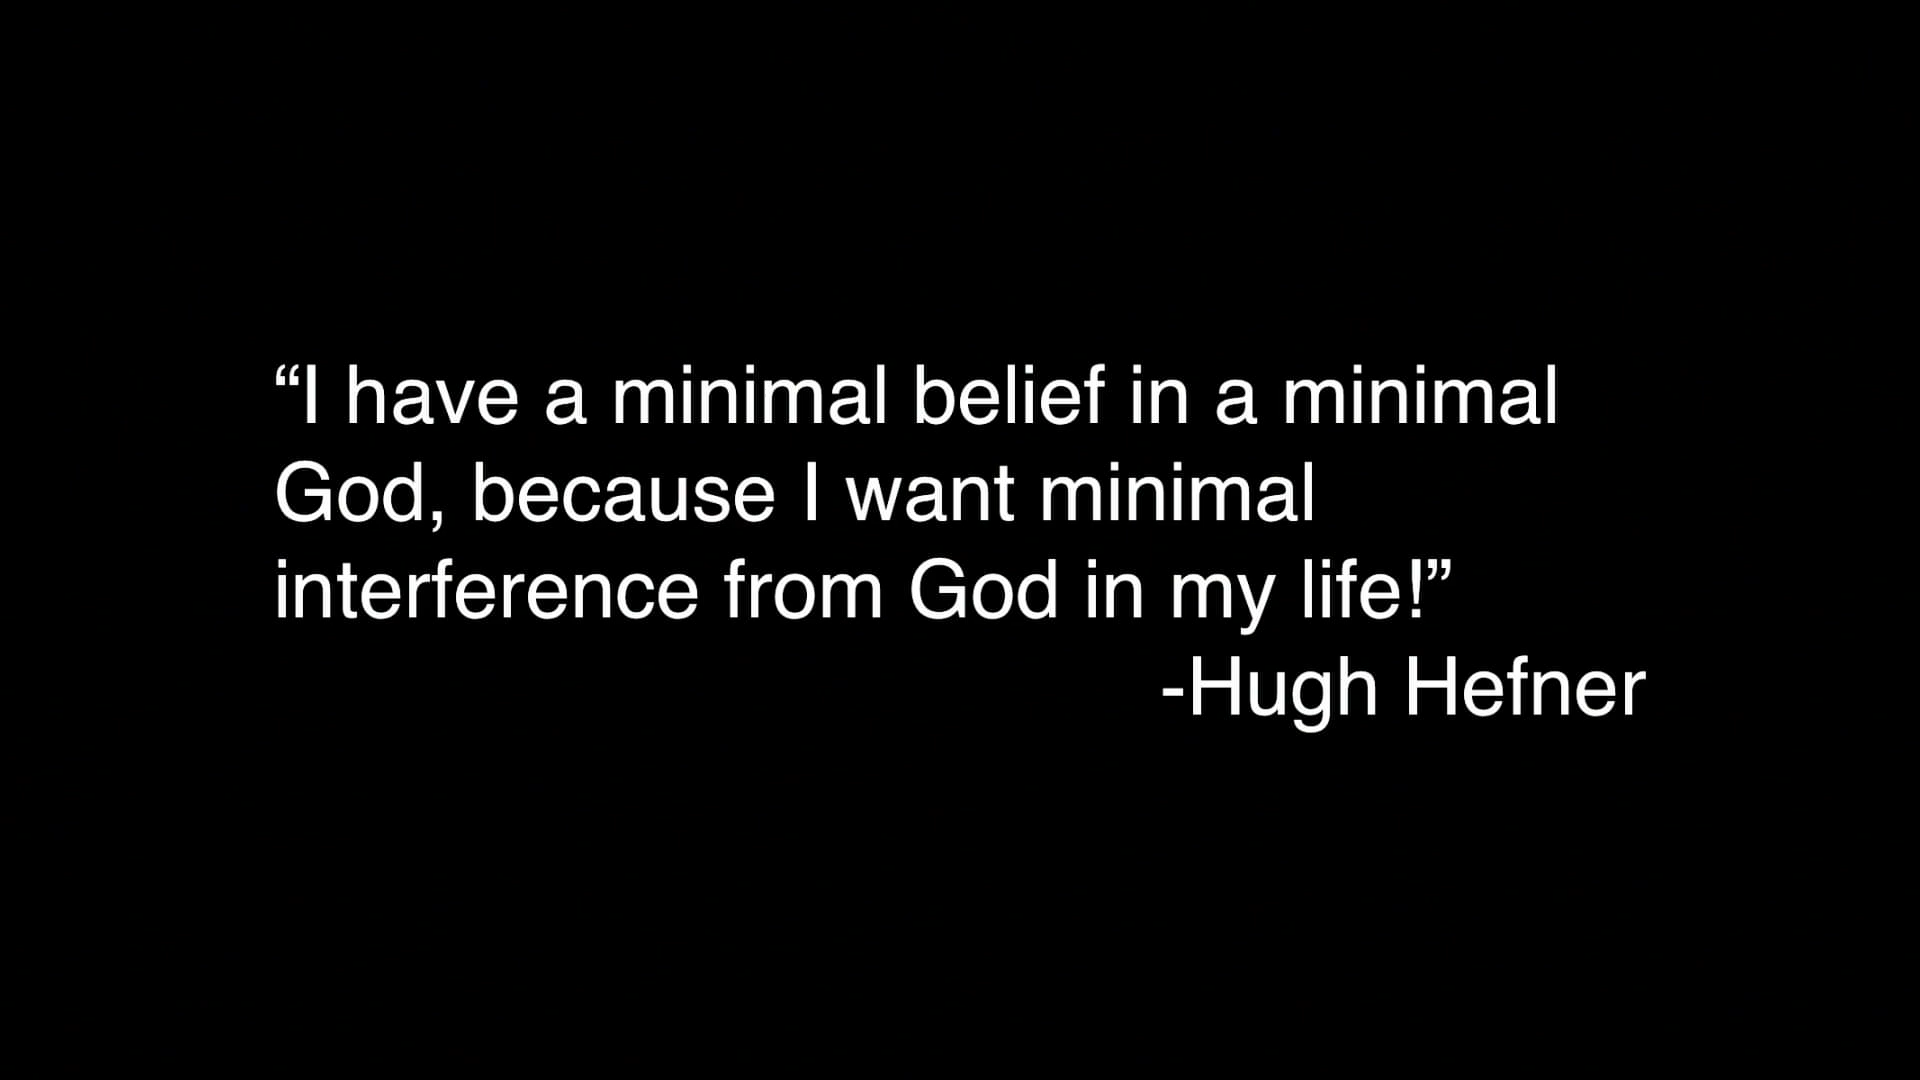 “I have a minimal belief in a minimal
God, because I want minimal
interference from God in my life!”
-Hugh Hefner